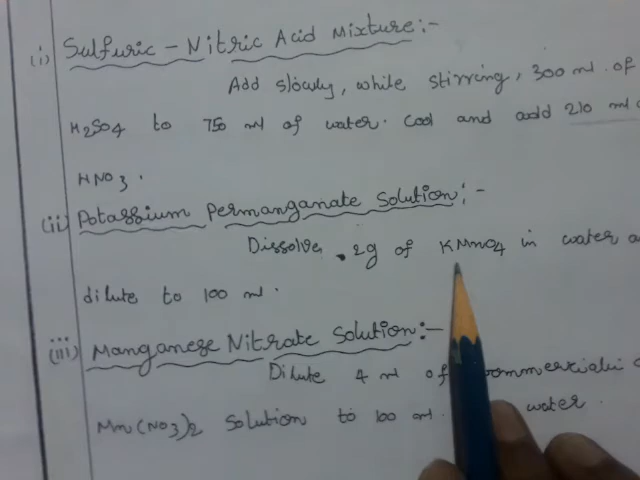 (i) Sulfuric - Nitric Acid Mixture:-
Add slowly, while stirring, 300 ml of
H2SO4 to 750 ml of water. Cool and add 210 ml
HNO3.
(ii) Potassium Permanganate Solution:-
Dissolve 2g of KMnO4 in water
dilute to 100 ml.
(iii) Manganese Nitrate Solution:-
Dilute 4 ml of
Mn(NO3)2 solution to 100 ml. water.